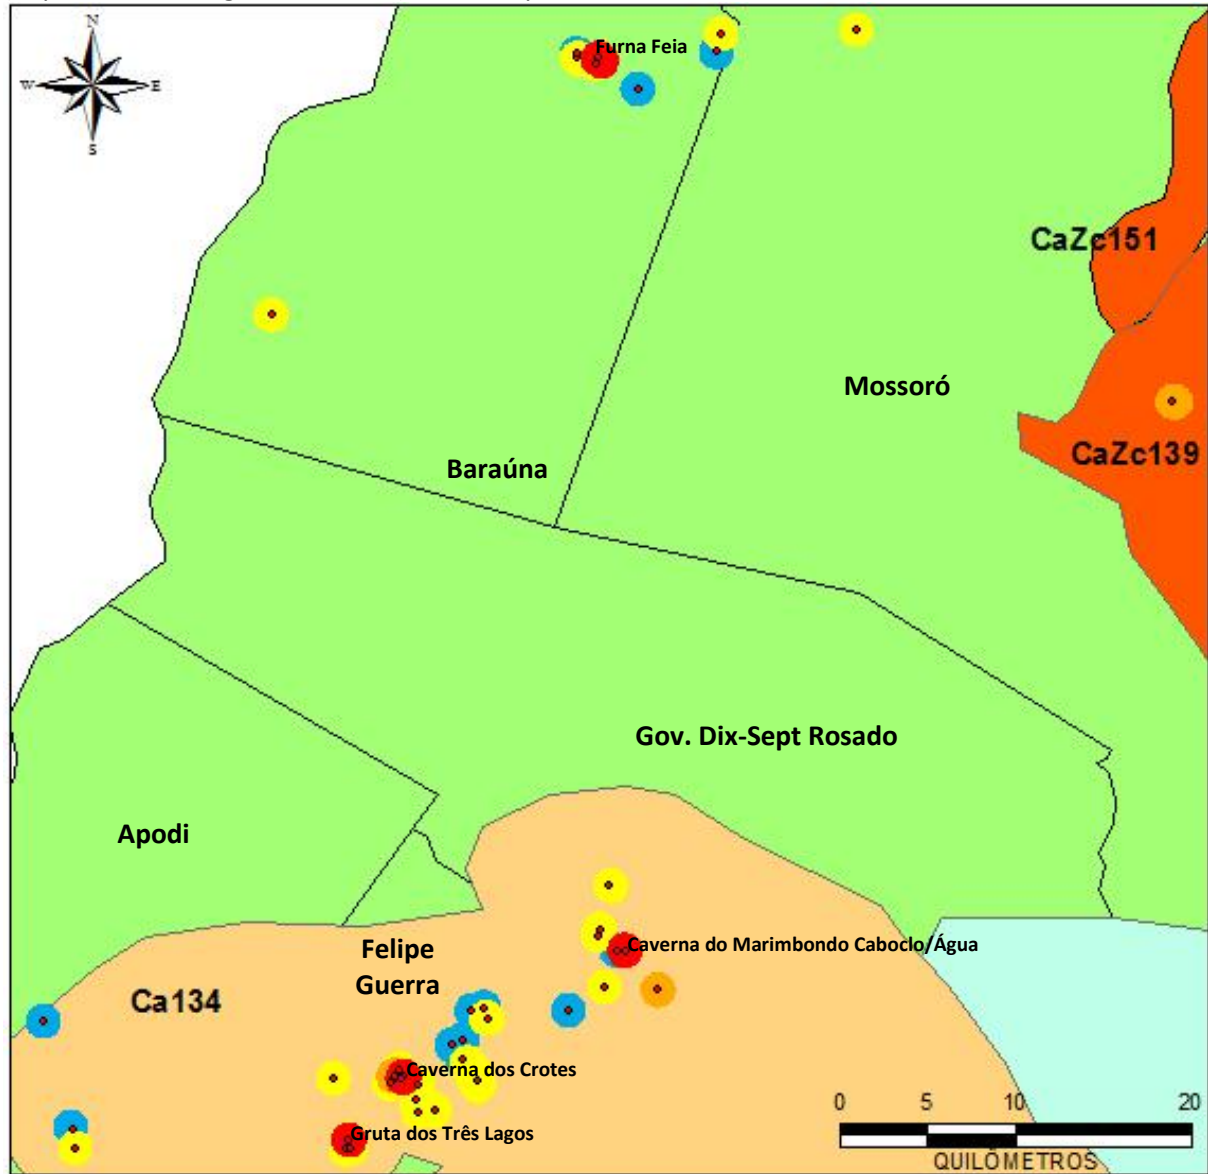 N
W E
S
Furna Feia
CaZc151
Mossoró
CaZc139
Baraúna
Gov. Dix-Sept Rosado
Apodi
Felipe
Guerra
Caverna do Marimbondo Caboclo/Água
Ca134
Caverna dos Crotes
Gruta dos Três Lagos
0 5 10 20
QUILÔMETROS